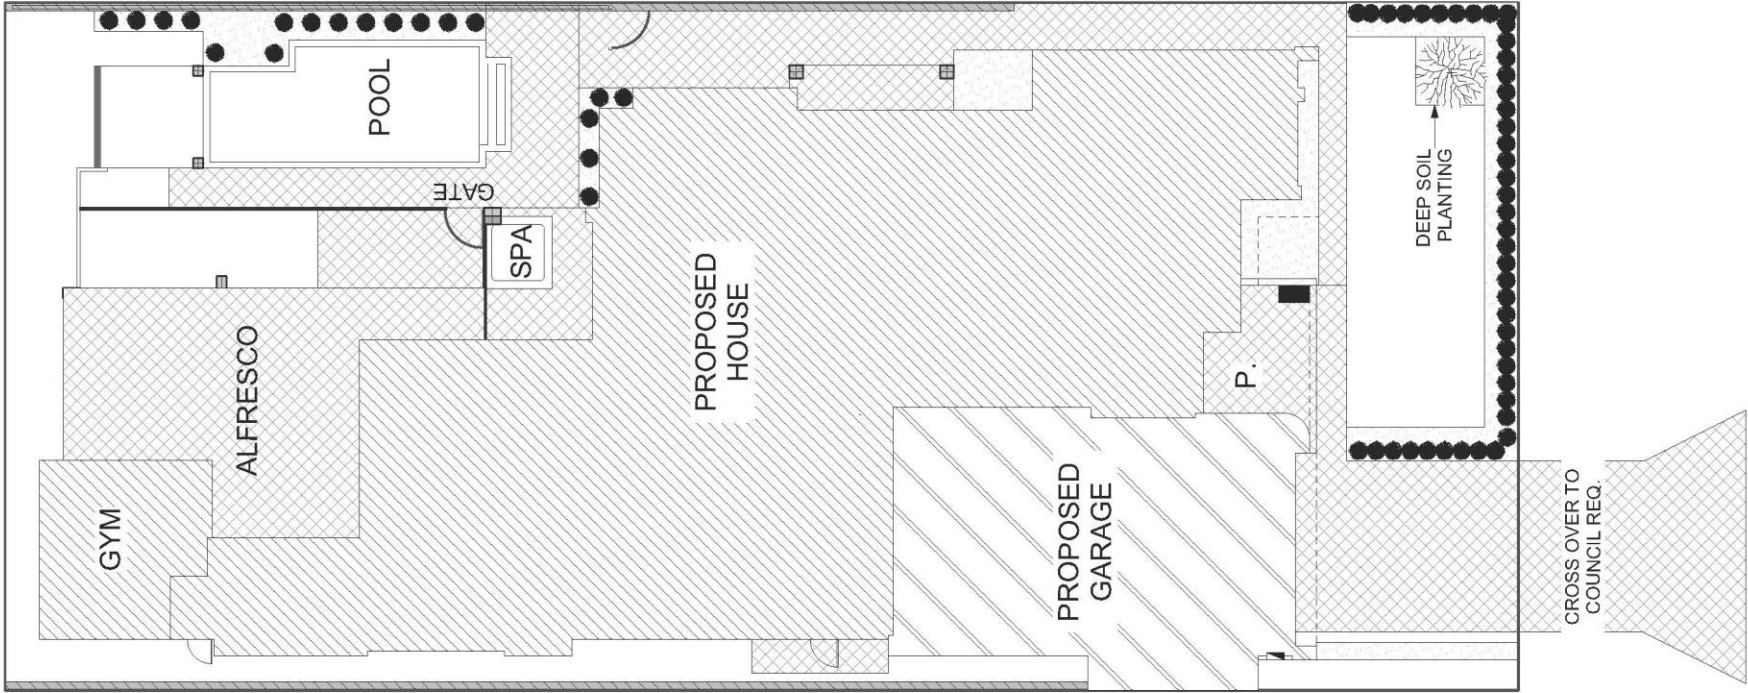 POOL
GATE
SPA
DEEP SOIL
PLANTING
PROPOSED
HOUSE
ALFRESCO
P.
GYM
PROPOSED
GARAGE
CROSS OVER TO
COUNCIL REQ.